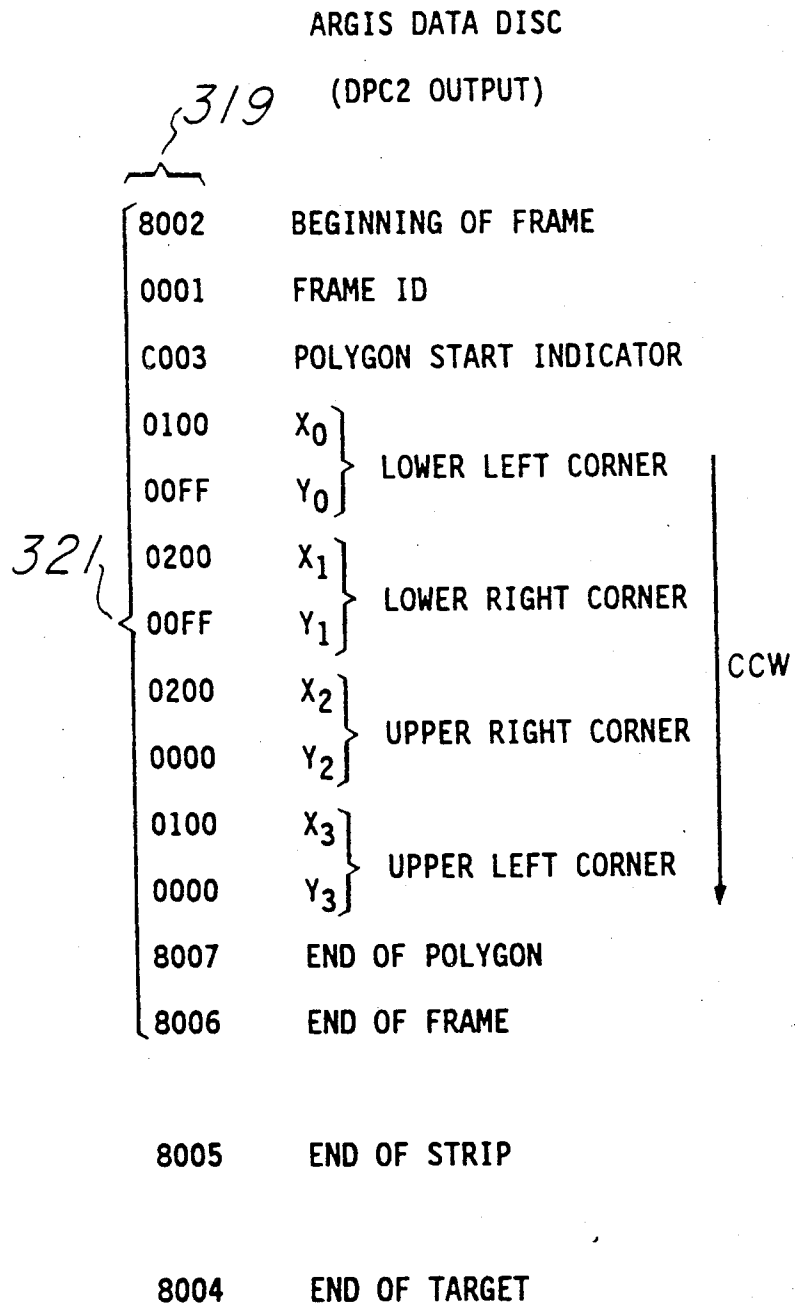 ARGIS DATA DISC
(DPC2 OUTPUT)
319
8002 BEGINNING OF FRAME
0001 FRAME ID
C003 POLYGON START INDICATOR
0100 X0
LOWER LEFT CORNER
00FF Y0
321
0200 X1
LOWER RIGHT CORNER
00FF Y1
CCW
0200 X2
UPPER RIGHT CORNER
0000 Y2
0100 X3
UPPER LEFT CORNER
0000 Y3
8007 END OF POLYGON
8006 END OF FRAME
8005 END OF STRIP
8004 END OF TARGET